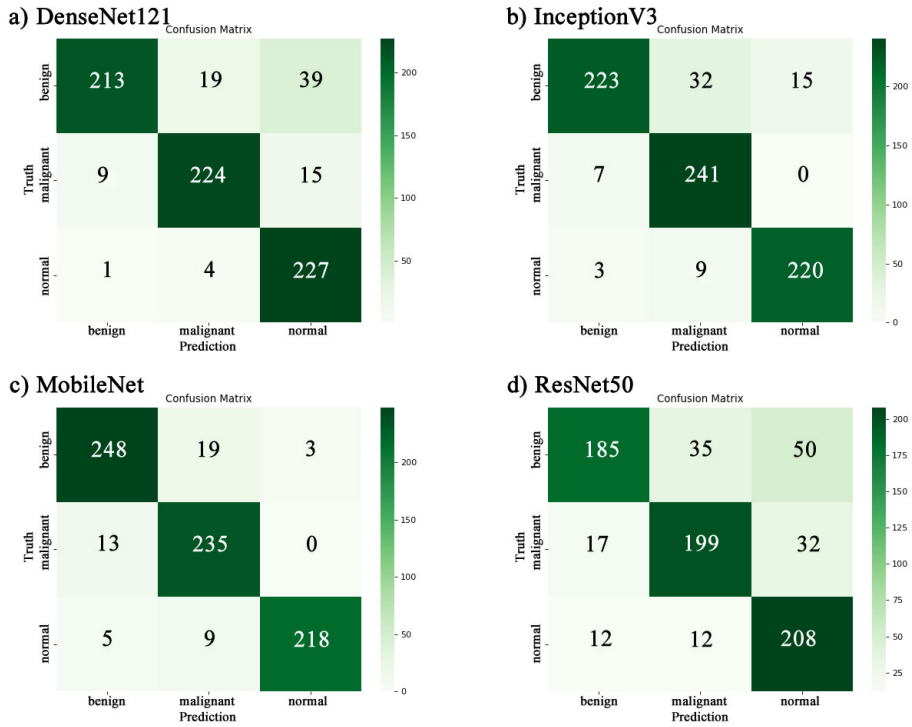 a) DenseNet121
Confusion Matrix
benign
213 19 39
200
150
Truth
malignant
9 224 15
100
normal
1 4 227
50
benign malignant normal
Prediction
b) InceptionV3
Confusion Matrix
benign
223 32 15
200
150
Truth
malignant
7 241 0
100
normal
3 9 220
50
0
benign malignant normal
Prediction
c) MobileNet
Confusion Matrix
benign
248 19 3
200
150
Truth
malignant
13 235 0
100
normal
5 9 218
50
0
benign malignant normal
Prediction
d) ResNet50
Confusion Matrix
benign
185 35 50
200
175
150
Truth
malignant
17 199 32
125
100
75
normal
12 12 208
50
25
benign malignant normal
Prediction